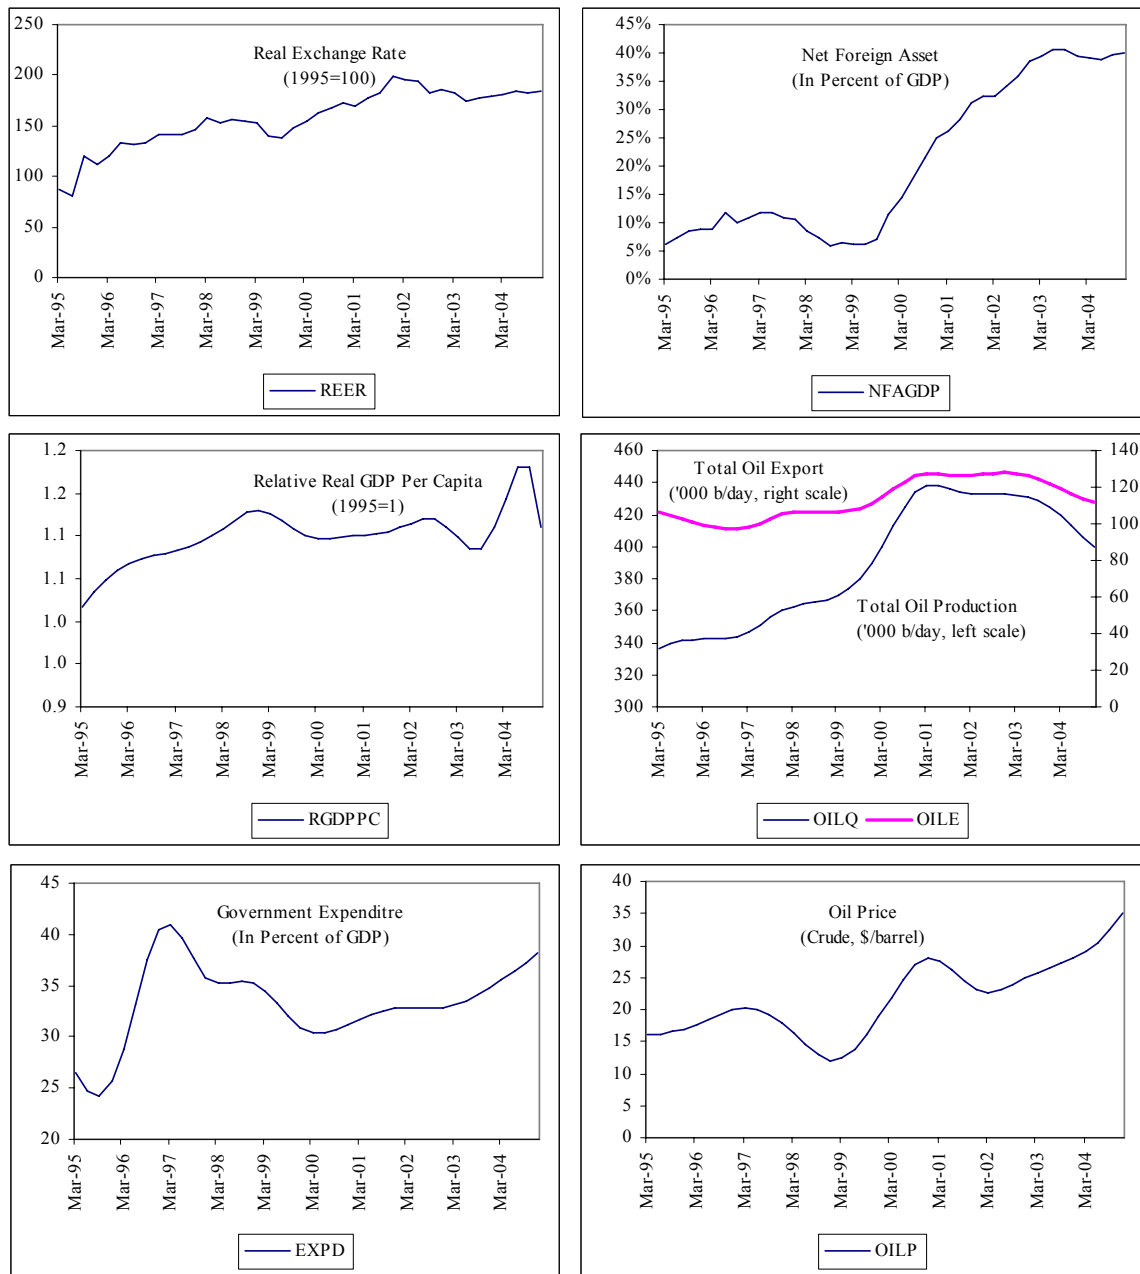 250
200
150
100
50
0
Real Exchange Rate
(1995=100)
Mar-95
Mar-96
Mar-97
Mar-98
Mar-99
Mar-00
Mar-01
Mar-02
Mar-03
Mar-04
REER
45%
40%
35%
30%
25%
20%
15%
10%
5%
0%
Net Foreign Asset
(In Percent of GDP)
Mar-95
Mar-96
Mar-97
Mar-98
Mar-99
Mar-00
Mar-01
Mar-02
Mar-03
Mar-04
NFAGDP
1.2
1.2
1.1
1.1
1.0
1.0
0.9
Relative Real GDP Per Capita
(1995=1)
Mar-95
Mar-96
Mar-97
Mar-98
Mar-99
Mar-00
Mar-01
Mar-02
Mar-03
Mar-04
RGDPPC
460
440
420
400
380
360
340
320
300
Total Oil Export
('000 b/day, right scale)
Total Oil Production
('000 b/day, left scale)
140
120
100
80
60
40
20
0
Mar-95
Mar-96
Mar-97
Mar-98
Mar-99
Mar-00
Mar-01
Mar-02
Mar-03
Mar-04
OILQ OILE
45
40
35
30
25
20
Government Expenditre
(In Percent of GDP)
Mar-95
Mar-96
Mar-97
Mar-98
Mar-99
Mar-00
Mar-01
Mar-02
Mar-03
Mar-04
EXPD
40
35
30
25
20
15
10
5
0
Oil Price
(Crude, $/barrel)
Mar-95
Mar-96
Mar-97
Mar-98
Mar-99
Mar-00
Mar-01
Mar-02
Mar-03
Mar-04
OILP